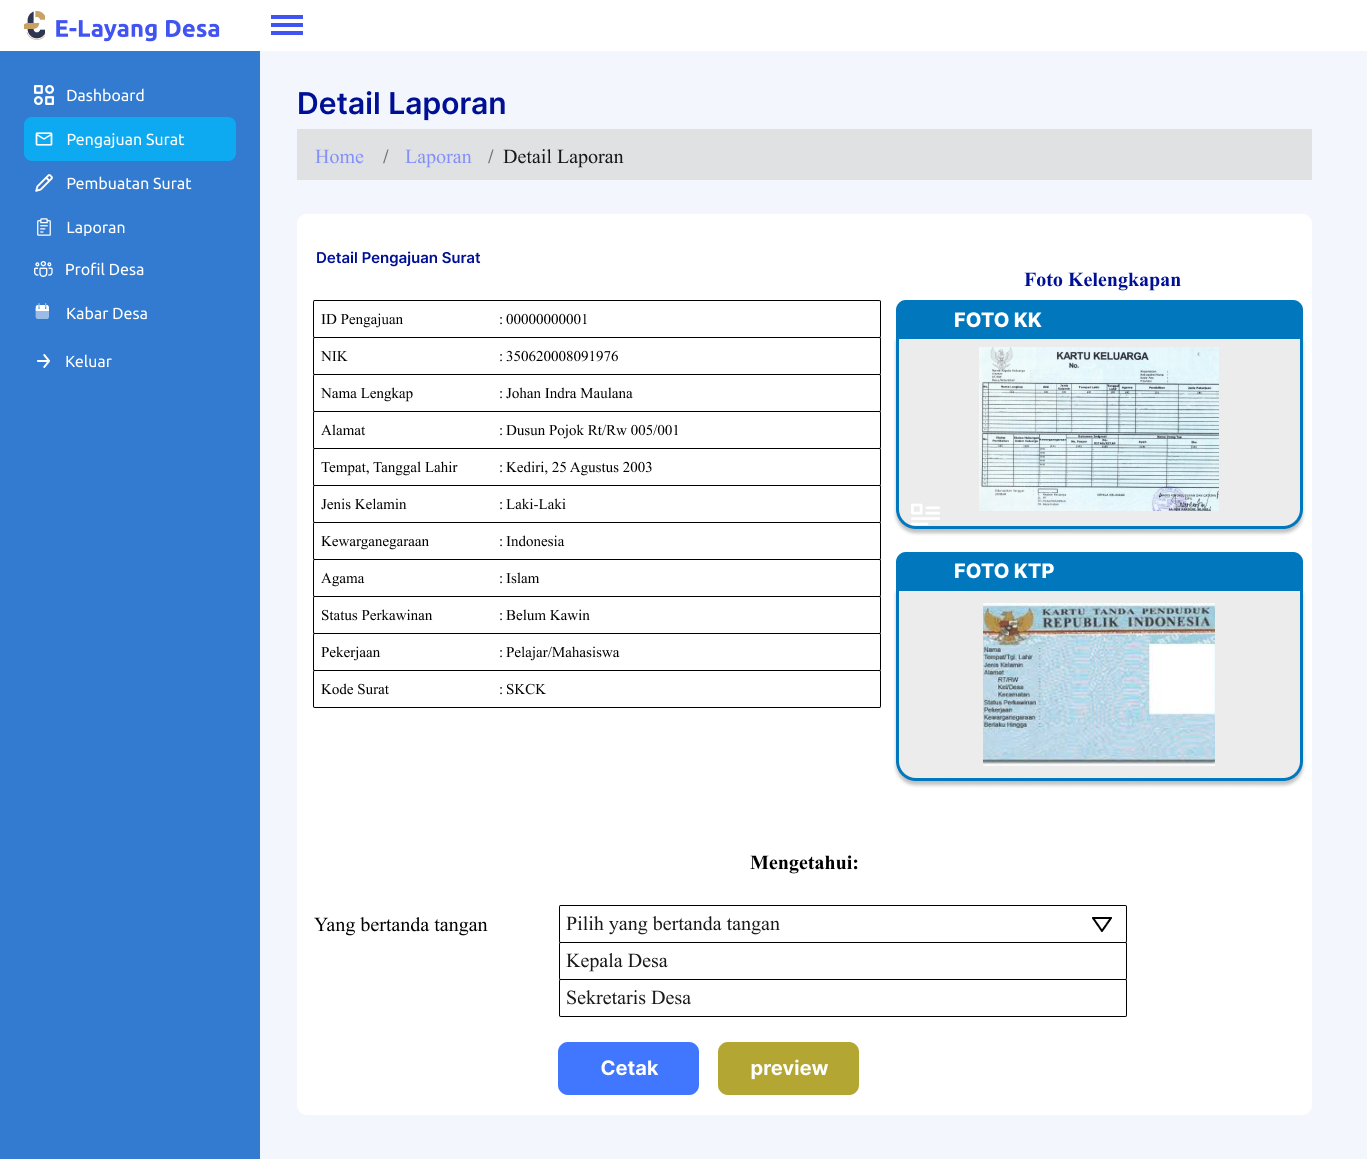 E-Layang Desa
Dashboard
Pengajuan Surat
Pembuatan Surat
Laporan
Profil Desa
Kabar Desa
Keluar
Detail Laporan
Home / Laporan / Detail Laporan
Detail Pengajuan Surat
ID Pengajuan : 00000000001
NIK : 350620008091976
Nama Lengkap : Johan Indra Maulana
Alamat : Dusun Pojok Rt/Rw 005/001
Tempat, Tanggal Lahir : Kediri, 25 Agustus 2003
Jenis Kelamin : Laki-Laki
Kewarganegaraan : Indonesia
Agama : Islam
Status Perkawinan : Belum Kawin
Pekerjaan : Pelajar/Mahasiswa
Kode Surat : SKCK
Foto Kelengkapan
FOTO KK
KARTU KELUARGA
No.
FOTO KTP
KARTU TANDA PENDUDUK
REPUBLIK INDONESIA
Nama :
Tempat/Tgl. Lahir :
Jenis Kelamin :
Alamat :
RT/RW :
Kel/Desa :
Kecamatan :
Status Perkawinan :
Pekerjaan :
Kewarganegaraan :
Berlaku Hingga :
Mengetahui:
Yang bertanda tangan
Pilih yang bertanda tangan
Kepala Desa
Sekretaris Desa
Cetak
preview